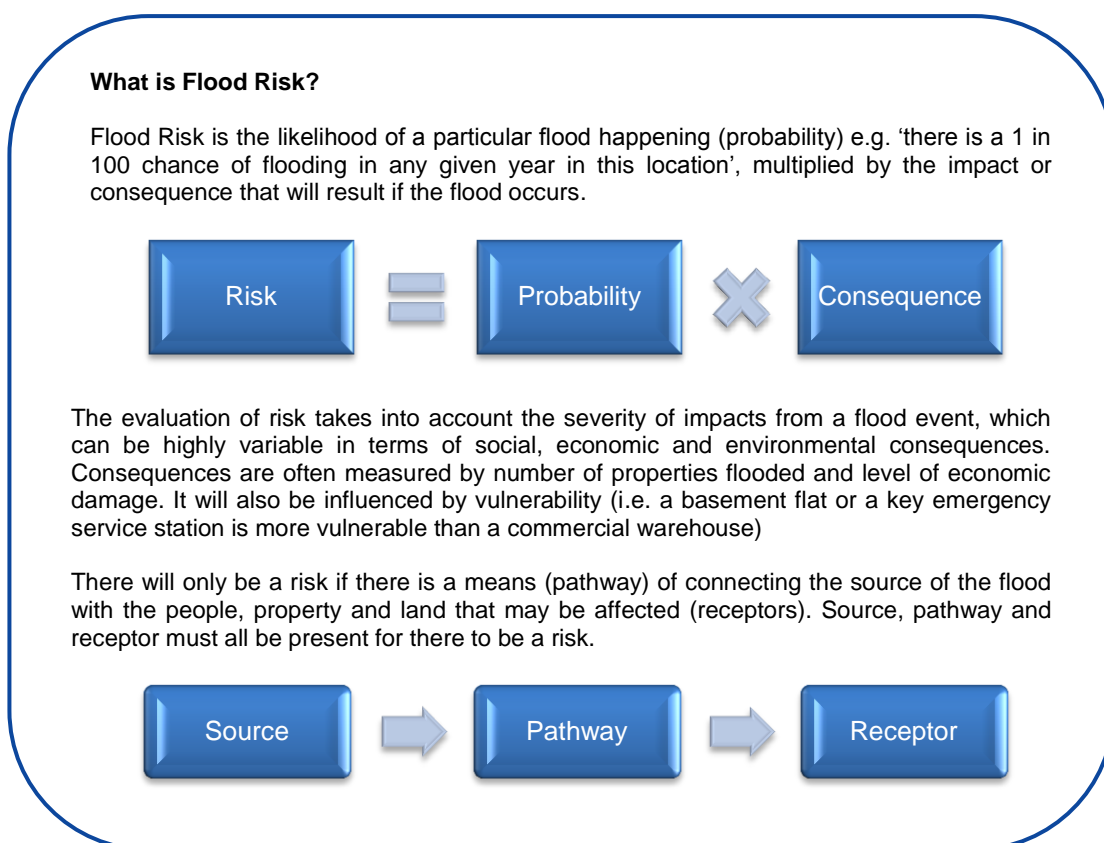 What is Flood Risk?
Flood Risk is the likelihood of a particular flood happening (probability) e.g. ‘there is a 1 in
100 chance of flooding in any given year in this location’, multiplied by the impact or
consequence that will result if the flood occurs.
Risk
Probability
Consequence
The evaluation of risk takes into account the severity of impacts from a flood event, which
can be highly variable in terms of social, economic and environmental consequences.
Consequences are often measured by number of properties flooded and level of economic
damage. It will also be influenced by vulnerability (i.e. a basement flat or a key emergency
service station is more vulnerable than a commercial warehouse)
There will only be a risk if there is a means (pathway) of connecting the source of the flood
with the people, property and land that may be affected (receptors). Source, pathway and
receptor must all be present for there to be a risk.
Source
Pathway
Receptor